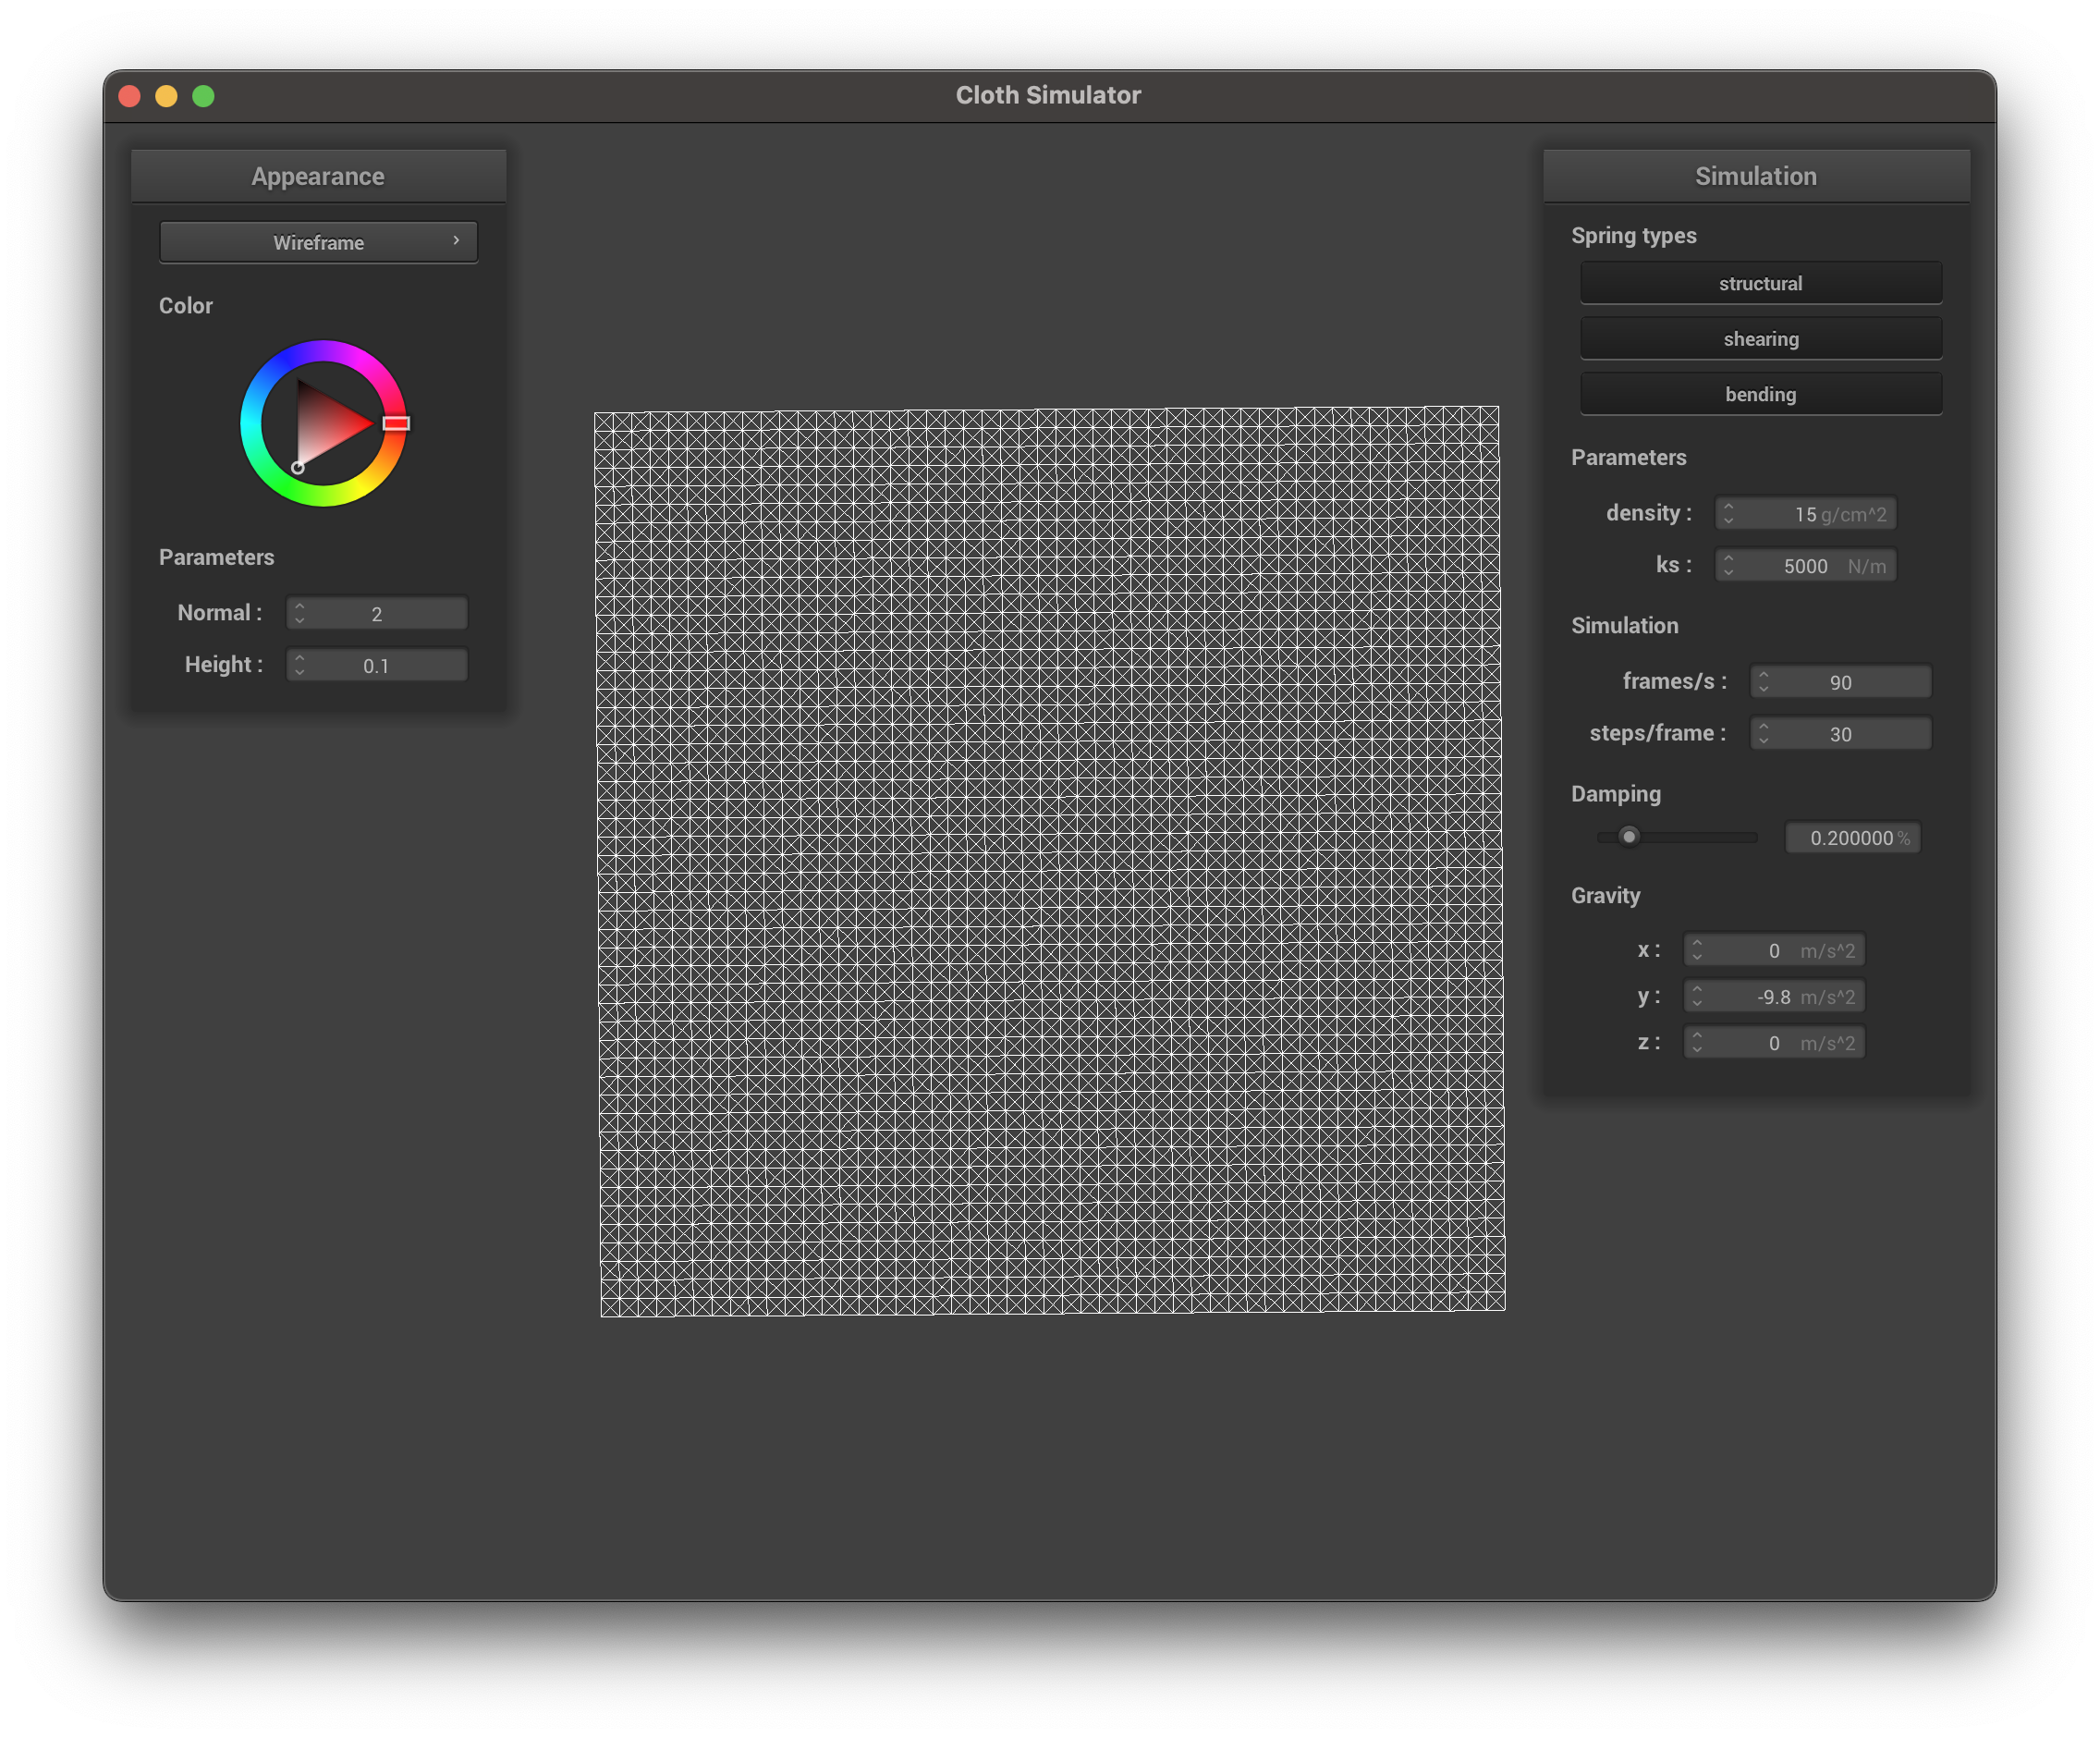 Cloth Simulator
Appearance
Wireframe
Color
Parameters
Normal : 2
Height : 0.1
Simulation
Spring types
structural
shearing
bending
Parameters
density : 15 g/cm^2
ks : 5000 N/m
Simulation
frames/s : 90
steps/frame : 30
Damping
0.200000 %
Gravity
x : 0 m/s^2
y : -9.8 m/s^2
z : 0 m/s^2